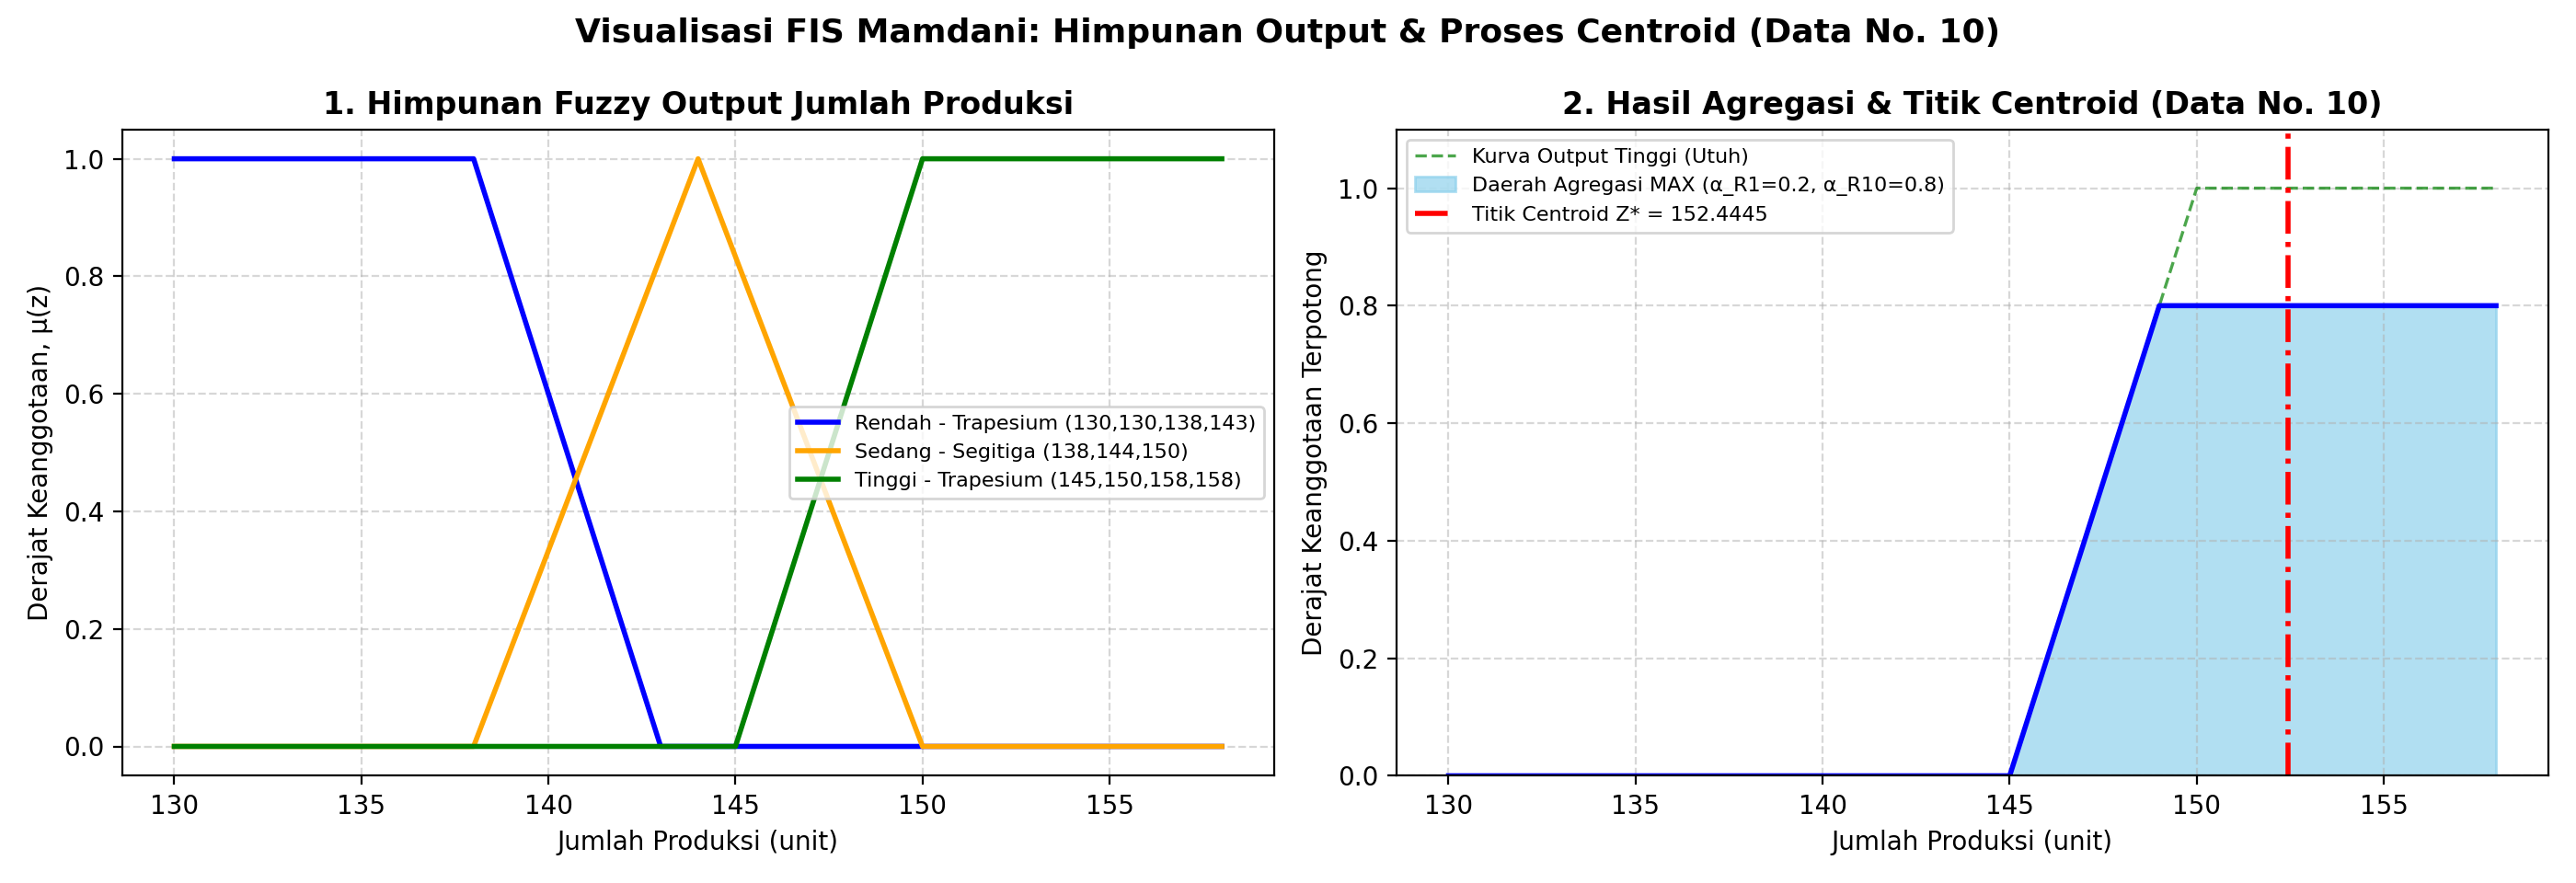 Visualisasi FIS Mamdani: Himpunan Output & Proses Centroid (Data No. 10)
1. Himpunan Fuzzy Output Jumlah Produksi
Derajat Keanggotaan, μ(z)
1.0
0.8
0.6
0.4
0.2
0.0
Rendah - Trapesium (130,130,138,143)
Sedang - Segitiga (138,144,150)
Tinggi - Trapesium (145,150,158,158)
130 135 140 145 150 155
Jumlah Produksi (unit)
2. Hasil Agregasi & Titik Centroid (Data No. 10)
Derajat Keanggotaan Terpotong
Kurva Output Tinggi (Utuh)
Daerah Agregasi MAX (α_R1=0.2, α_R10=0.8)
Titik Centroid Z* = 152.4445
1.0
0.8
0.6
0.4
0.2
0.0
130 135 140 145 150 155
Jumlah Produksi (unit)